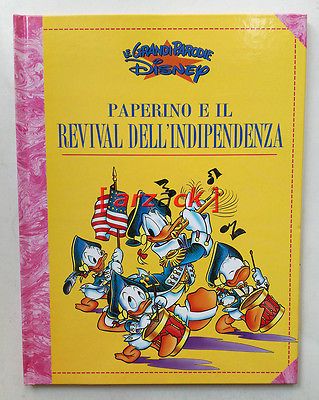 LE GRANDI PARODIE
DISNEY
PAPERINO E IL
REVIVAL DELL'INDIPENDENZA
[arzack]